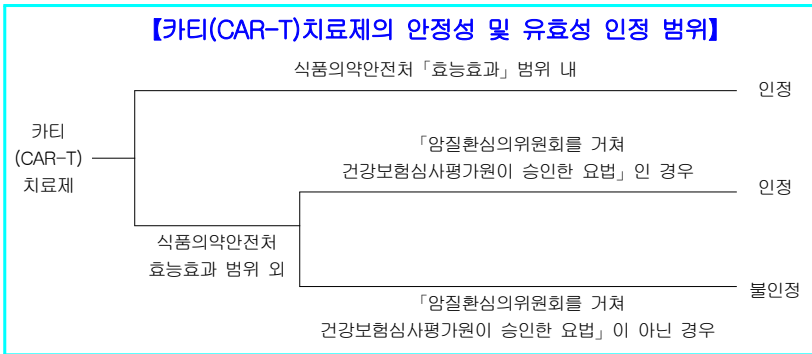 【카티(CAR-T)치료제의 안정성 및 유효성 인정 범위】
식품의약안전처「효능효과」범위 내
인정
카티
(CAR-T)
치료제
「암질환심의위원회를 거쳐
건강보험심사평가원이 승인한 요법」인 경우
인정
식품의약안전처
효능효과 범위 외
불인정
「암질환심의위원회를 거쳐
건강보험심사평가원이 승인한 요법」이 아닌 경우